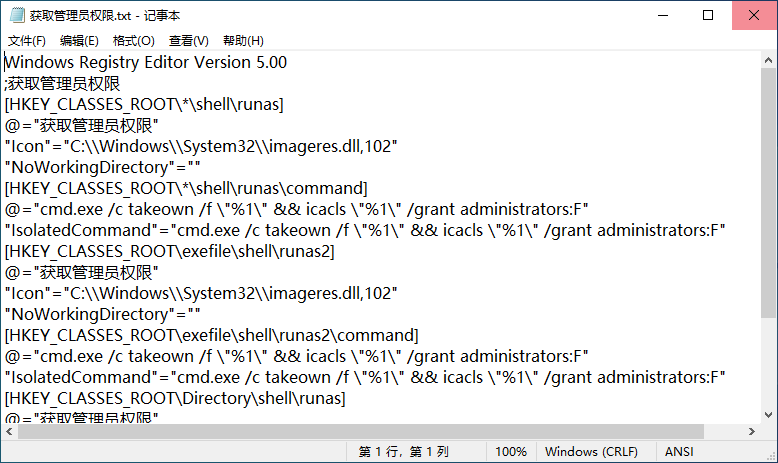 获取管理员权限.txt - 记事本
文件(F) 编辑(E) 格式(O) 查看(V) 帮助(H)
Windows Registry Editor Version 5.00
;获取管理员权限
[HKEY_CLASSES_ROOT\*\shell\runas]
@="获取管理员权限"
"Icon"="C:\\Windows\\System32\\imageres.dll,102"
"NoWorkingDirectory"=""
[HKEY_CLASSES_ROOT\*\shell\runas\command]
@="cmd.exe /c takeown /f \"%1\" && icacls \"%1\" /grant administrators:F"
"IsolatedCommand"="cmd.exe /c takeown /f \"%1\" && icacls \"%1\" /grant administrators:F"
[HKEY_CLASSES_ROOT\exefile\shell\runas2]
@="获取管理员权限"
"Icon"="C:\\Windows\\System32\\imageres.dll,102"
"NoWorkingDirectory"=""
[HKEY_CLASSES_ROOT\exefile\shell\runas2\command]
@="cmd.exe /c takeown /f \"%1\" && icacls \"%1\" /grant administrators:F"
"IsolatedCommand"="cmd.exe /c takeown /f \"%1\" && icacls \"%1\" /grant administrators:F"
[HKEY_CLASSES_ROOT\Directory\shell\runas]
@="获取管理员权限"
第 1 行，第 1 列 100% Windows (CRLF) ANSI